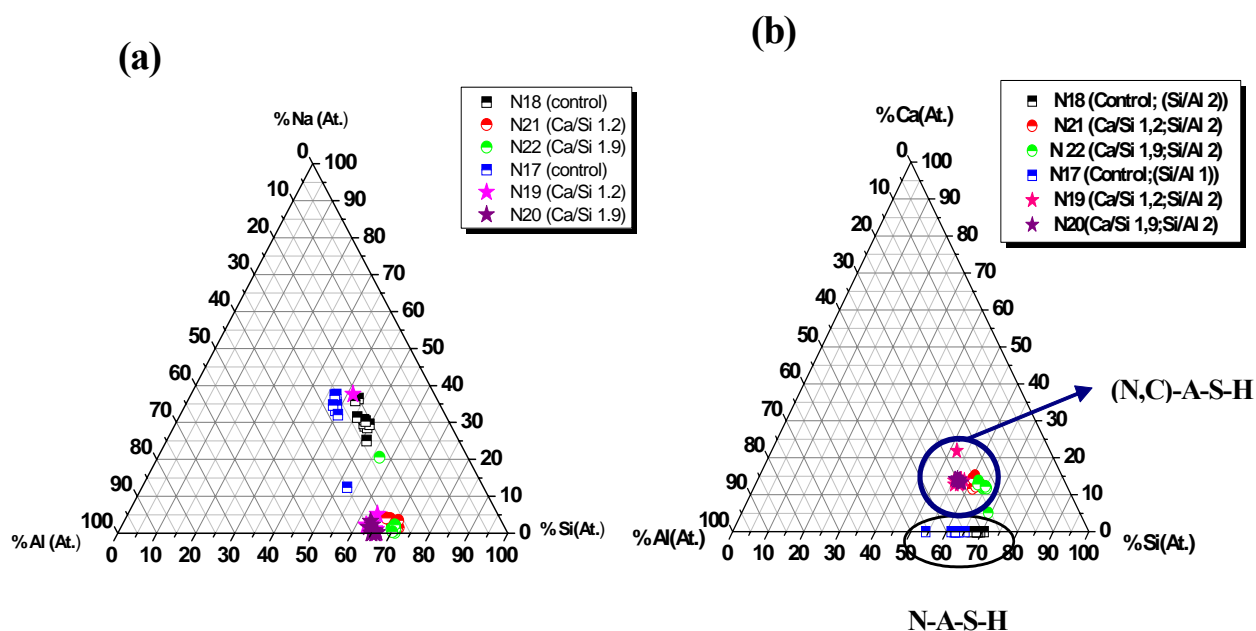 (a)
N18 (control)
N21 (Ca/Si 1.2)
N22 (Ca/Si 1.9)
N17 (control)
N19 (Ca/Si 1.2)
N20 (Ca/Si 1.9)
%Na (At.)
0
10
20
30
40
50
60
70
80
90
100
100
90
80
70
60
50
40
30
20
10
0
%Al (At.)
%Si(At.)
0 10 20 30 40 50 60 70 80 90 100
(b)
N18 (Control; (Si/Al 2))
N21 (Ca/Si 1,2;Si/Al 2)
N 22 (Ca/Si 1,9;Si/Al 2)
N17 (Control;(Si/Al 1))
N19 (Ca/Si 1,2;Si/Al 2)
N20(Ca/Si 1,9;Si/Al 2)
%Ca(At.)
0
10
20
30
40
50
60
70
80
90
100
100
90
80
70
60
50
40
30
20
10
0
%Al(At.)
%Si(At.)
0 10 20 30 40 50 60 70 80 90 100
(N,C)-A-S-H
N-A-S-H